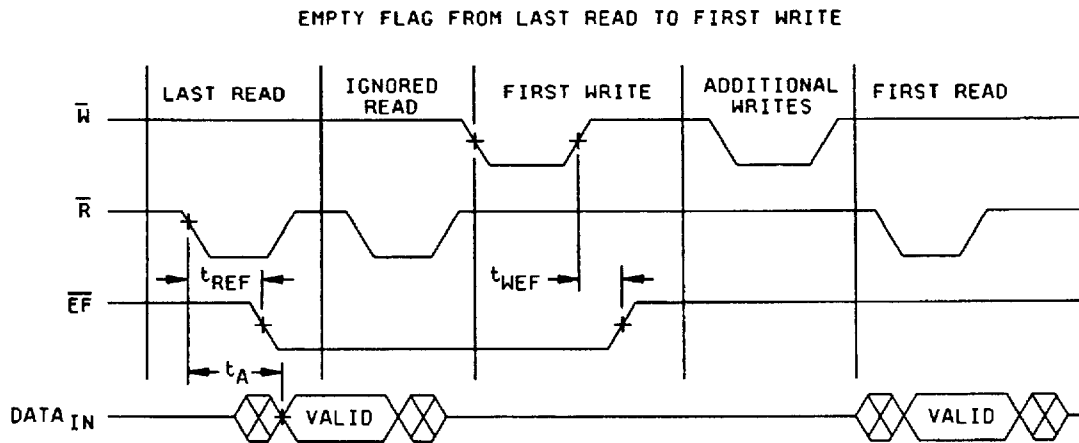 EMPTY FLAG FROM LAST READ TO FIRST WRITE
LAST READ
IGNORED
READ
FIRST WRITE
ADDITIONAL
WRITES
FIRST READ
W̅
R̅
tREF
tWEF
E̅F̅
tA
DATA IN
VALID
VALID